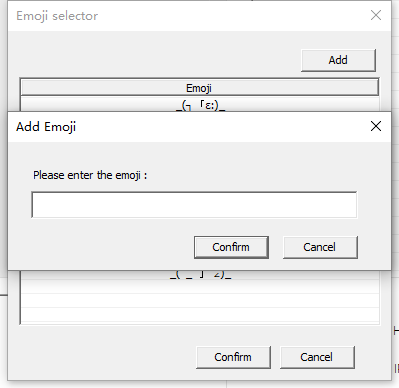 Emoji selector
Add
Emoji
_(┐「ε:)_
Add Emoji
Please enter the emoji :
Confirm
Cancel
Confirm
Cancel